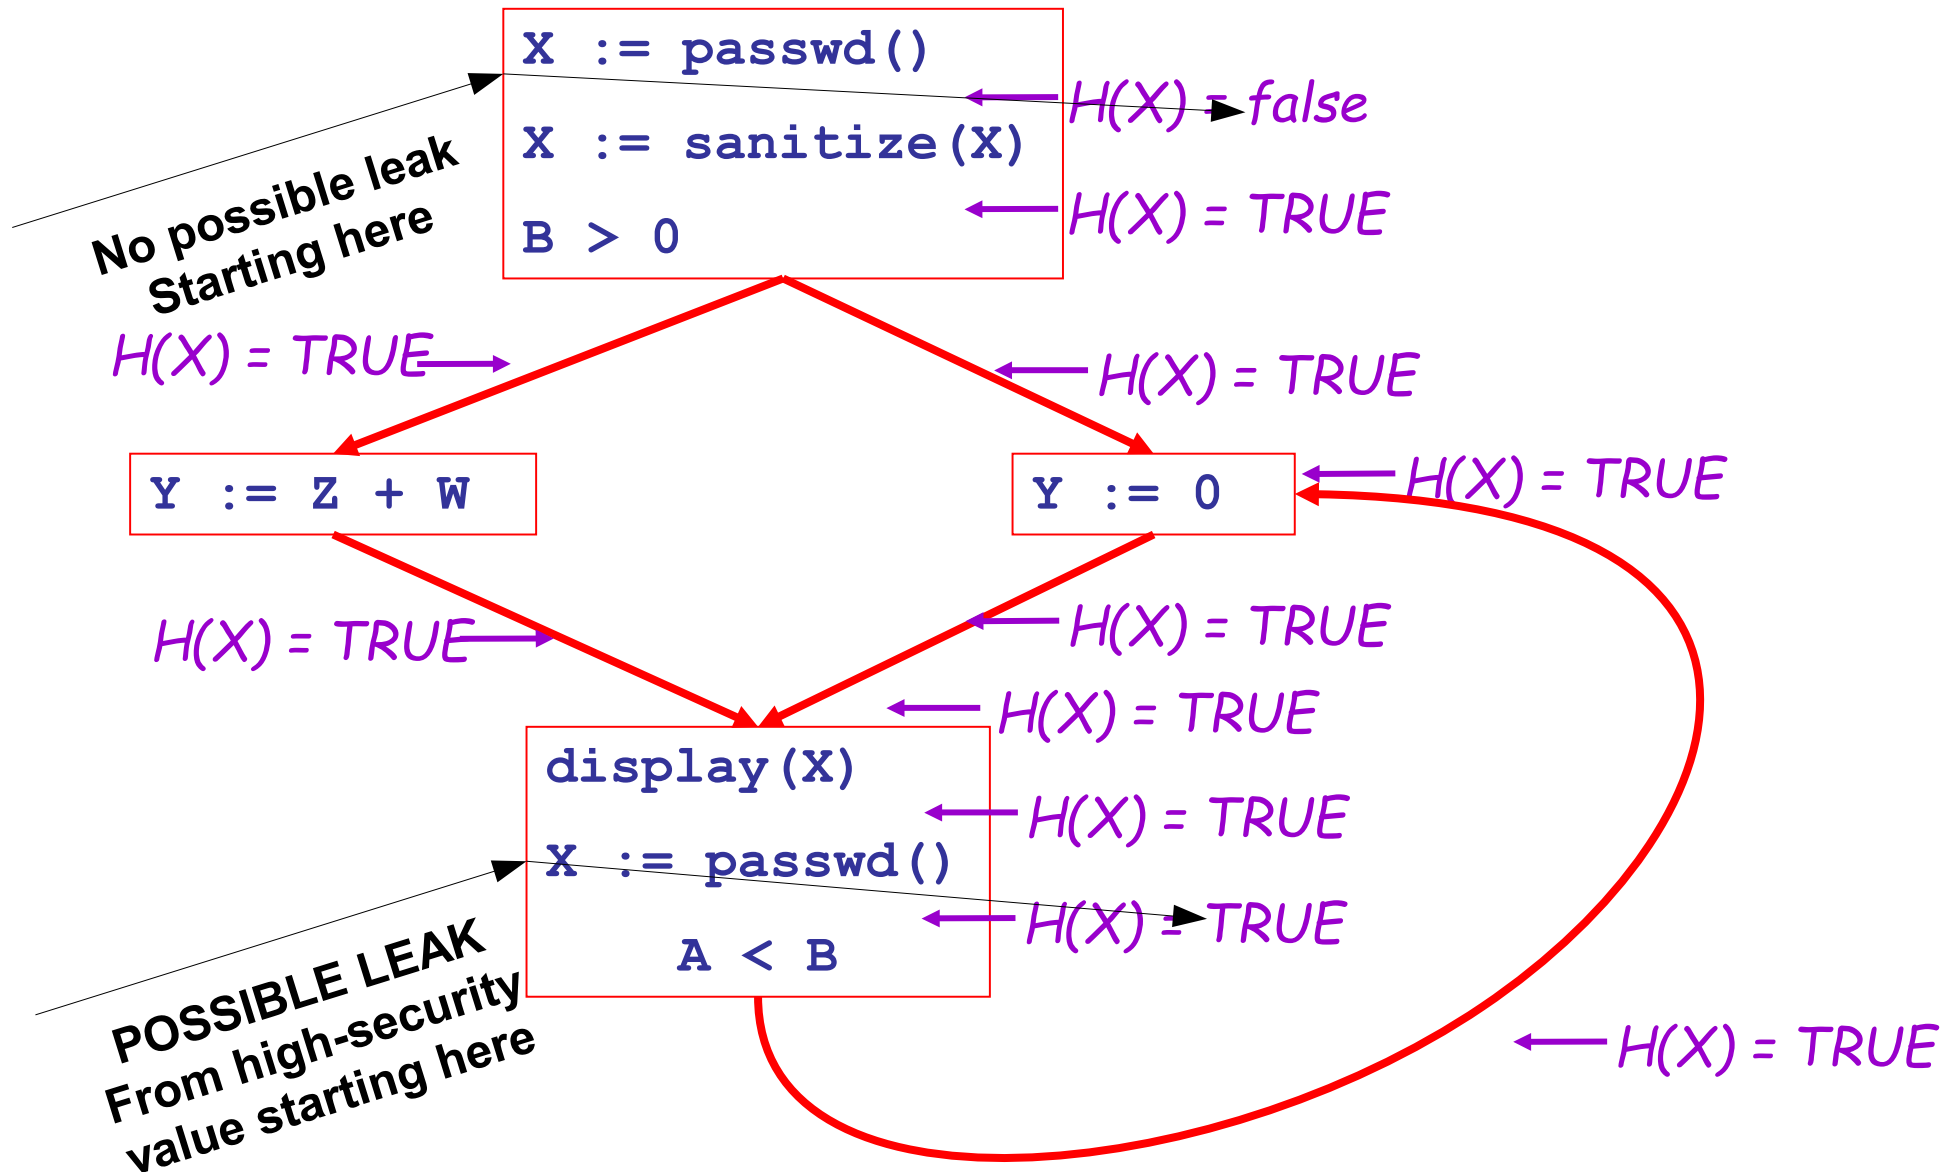 X := passwd()
H(X) = false
X := sanitize(X)
H(X) = TRUE
B > 0
No possible leak
Starting here
H(X) = TRUE
H(X) = TRUE
Y := Z + W
Y := 0
H(X) = TRUE
H(X) = TRUE
H(X) = TRUE
H(X) = TRUE
display(X)
H(X) = TRUE
X := passwd()
H(X) = TRUE
A < B
POSSIBLE LEAK
From high-security
value starting here
H(X) = TRUE